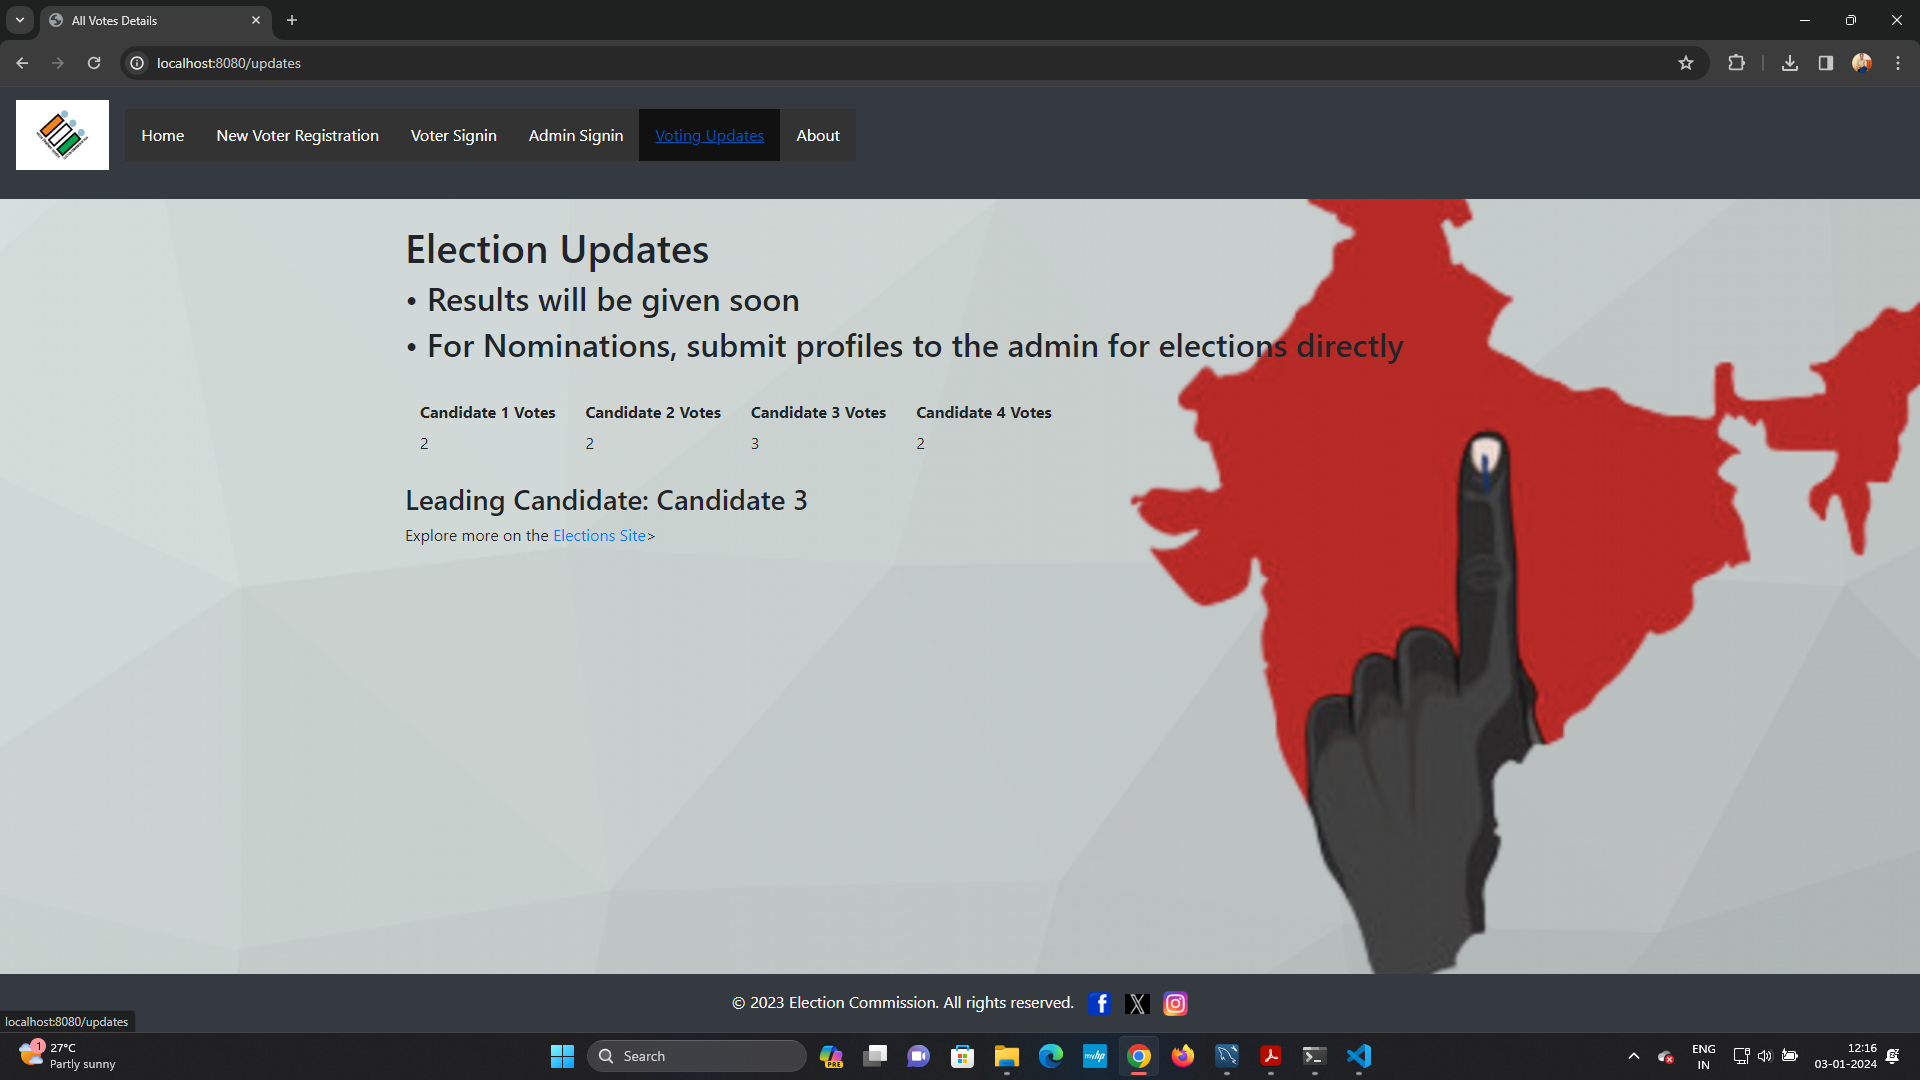 All Votes Details
localhost:8080/updates
Home New Voter Registration Voter Signin Admin Signin Voting Updates About
Election Updates
• Results will be given soon
• For Nominations, submit profiles to the admin for elections directly
Candidate 1 Votes Candidate 2 Votes Candidate 3 Votes Candidate 4 Votes
2 2 3 2
Leading Candidate: Candidate 3
Explore more on the Elections Site>
© 2023 Election Commission. All rights reserved.
localhost:8080/updates
1
27°C
Partly sunny
Search
PRE
myhp
ENG
IN
12:16
03-01-2024